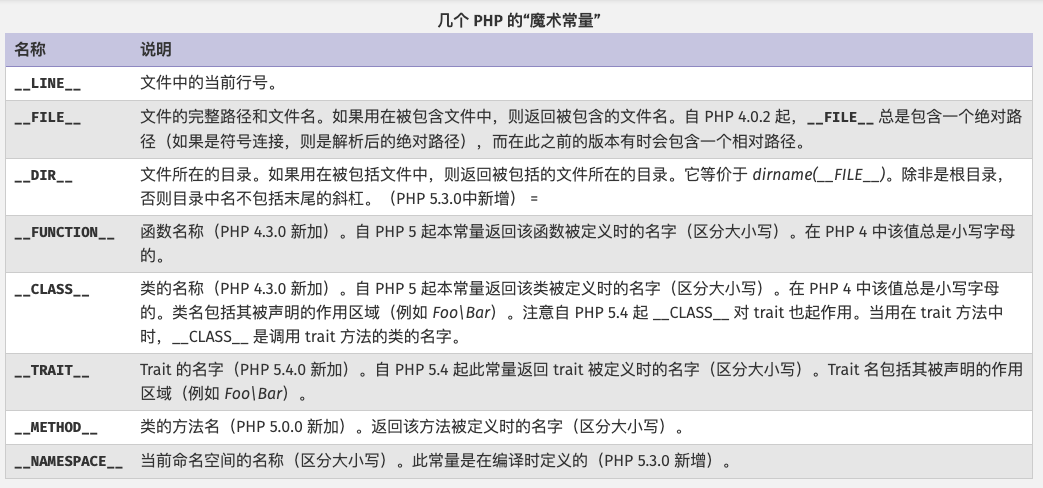 几个 PHP 的“魔术常量”
名称 说明
__LINE__ 文件中的当前行号。
__FILE__ 文件的完整路径和文件名。如果用在被包含文件中，则返回被包含的文件名。自 PHP 4.0.2 起，__FILE__ 总是包含一个绝对路
径（如果是符号连接，则是解析后的绝对路径），而在此之前的版本有时会包含一个相对路径。
__DIR__ 文件所在的目录。如果用在被包括文件中，则返回被包括的文件所在的目录。它等价于 dirname(__FILE__)。除非是根目录，
否则目录中名不包括末尾的斜杠。（PHP 5.3.0中新增） =
__FUNCTION__ 函数名称（PHP 4.3.0 新加）。自 PHP 5 起本常量返回该函数被定义时的名字（区分大小写）。在 PHP 4 中该值总是小写字母
的。
__CLASS__ 类的名称（PHP 4.3.0 新加）。自 PHP 5 起本常量返回该类被定义时的名字（区分大小写）。在 PHP 4 中该值总是小写字母
的。类名包括其被声明的作用区域（例如 Foo\Bar）。注意自 PHP 5.4 起 __CLASS__ 对 trait 也起作用。当用在 trait 方法中
时，__CLASS__ 是调用 trait 方法的类的名字。
__TRAIT__ Trait 的名字（PHP 5.4.0 新加）。自 PHP 5.4 起此常量返回 trait 被定义时的名字（区分大小写）。Trait 名包括其被声明的作用
区域（例如 Foo\Bar）。
__METHOD__ 类的方法名（PHP 5.0.0 新加）。返回该方法被定义时的名字（区分大小写）。
__NAMESPACE__ 当前命名空间的名称（区分大小写）。此常量是在编译时定义的（PHP 5.3.0 新增）。